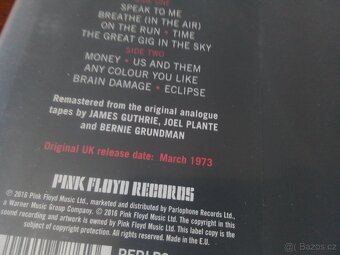 SPEAK TO ME
BREATHE (IN THE AIR)
ON THE RUN • TIME
THE GREAT GIG IN THE SKY
SIDE TWO
MONEY • US AND THEM
ANY COLOUR YOU LIKE
BRAIN DAMAGE • ECLIPSE
Remastered from the original analogue
tapes by JAMES GUTHRIE, JOEL PLANTE
and BERNIE GRUNDMAN
Original UK release date: March 1973
PINK FLOYD RECORDS
℗ 2016 Pink Floyd Music Ltd., marketed and distributed by Parlophone Records Ltd.,
a Warner Music Group Company. © 2016 Pink Floyd Music Ltd. The copyright in this
sound recording and artwork is owned by Pink Floyd Music Ltd. This label copy is the
subject of copyright protection. All rights reserved. Made in the E.U.
Bazoš.cz